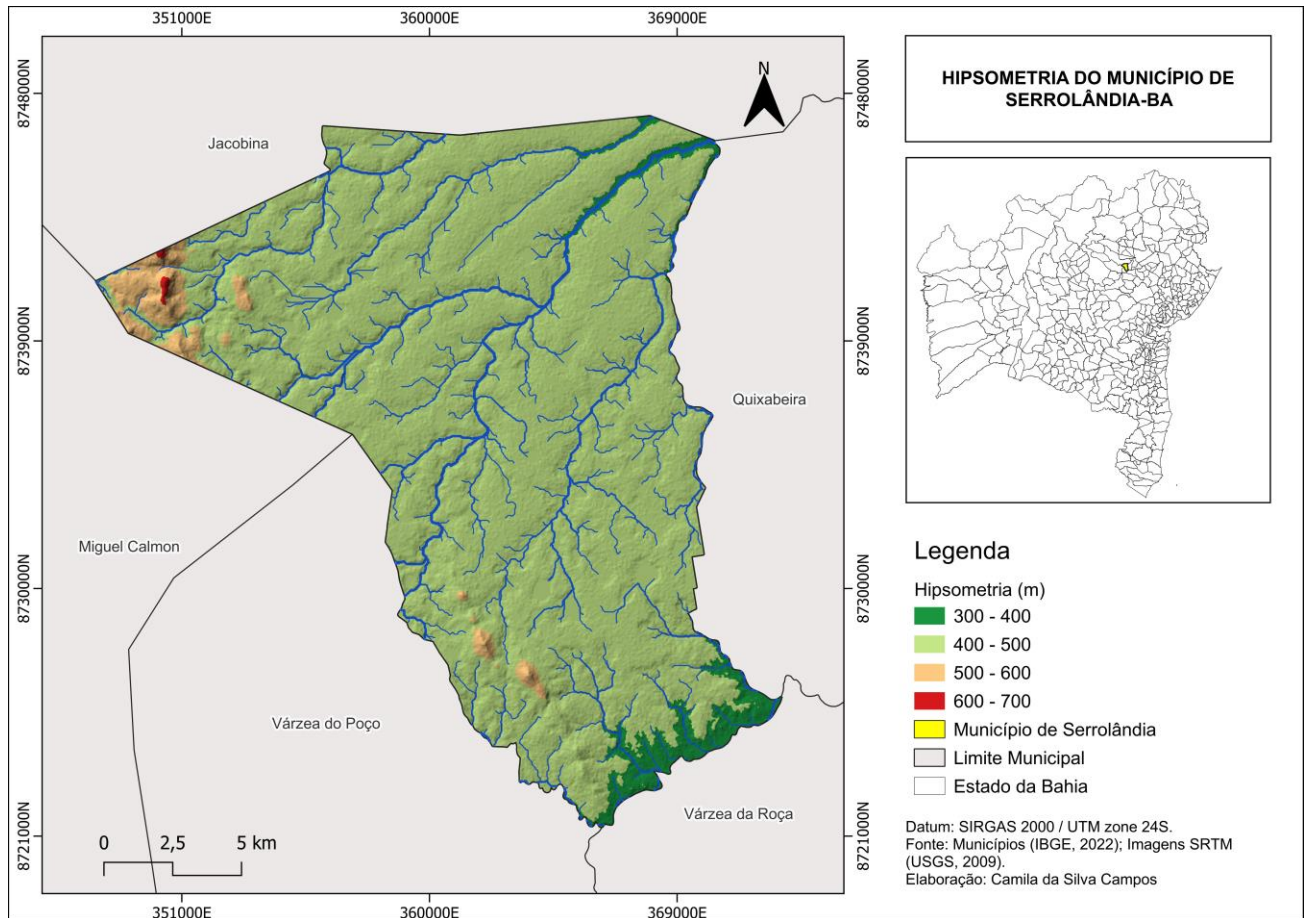 351000E
360000E
369000E
N
8748000N
8748000N
Jacobina
8739000N
8739000N
Quixabeira
Miguel Calmon
8730000N
8730000N
Várzea do Poço
Várzea da Roça
8721000N
8721000N
0 2,5 5 km
351000E
360000E
369000E
HIPSOMETRIA DO MUNICÍPIO DE
SERROLÂNDIA-BA
Legenda
Hipsometria (m)
300 - 400
400 - 500
500 - 600
600 - 700
Município de Serrolândia
Limite Municipal
Estado da Bahia
Datum: SIRGAS 2000 / UTM zone 24S.
Fonte: Municípios (IBGE, 2022); Imagens SRTM
(USGS, 2009).
Elaboração: Camila da Silva Campos